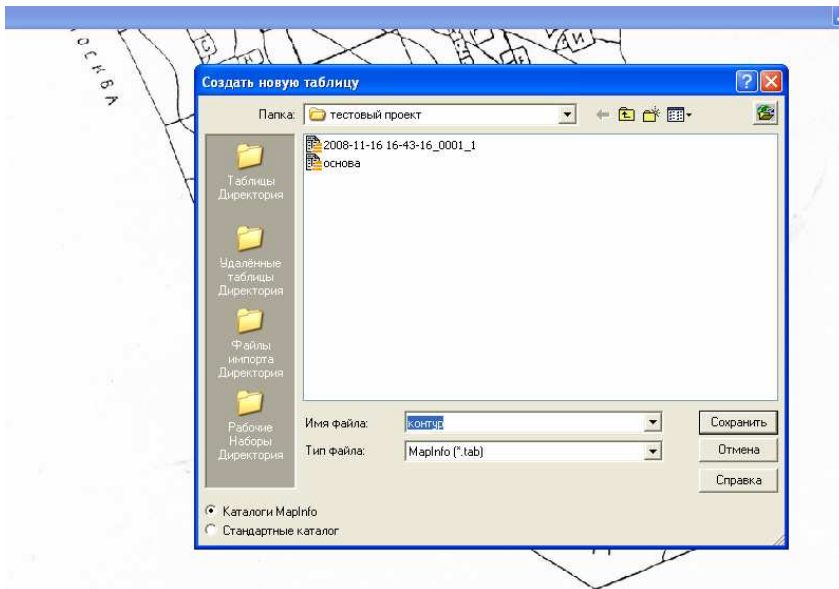 МОСКВА
С
И
Создать новую таблицу
Папка:
тестовый проект
2008-11-16 16-43-16_0001_1
основа
Таблицы
Директория
Удалённые
таблицы
Директория
Файлы
импорта
Директория
Рабочие
Наборы
Директория
Имя файла:
контур
Сохранить
Тип файла:
MapInfo (*.tab)
Отмена
Справка
Каталоги MapInfo
Стандартные каталог